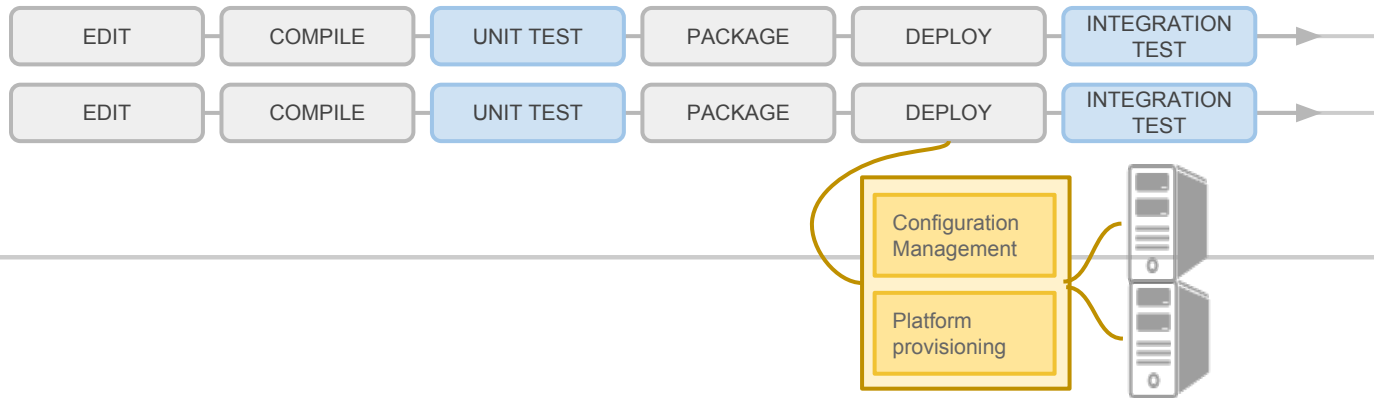 EDIT
COMPILE
UNIT TEST
PACKAGE
DEPLOY
INTEGRATION
TEST
EDIT
COMPILE
UNIT TEST
PACKAGE
DEPLOY
INTEGRATION
TEST
Configuration
Management
Platform
provisioning